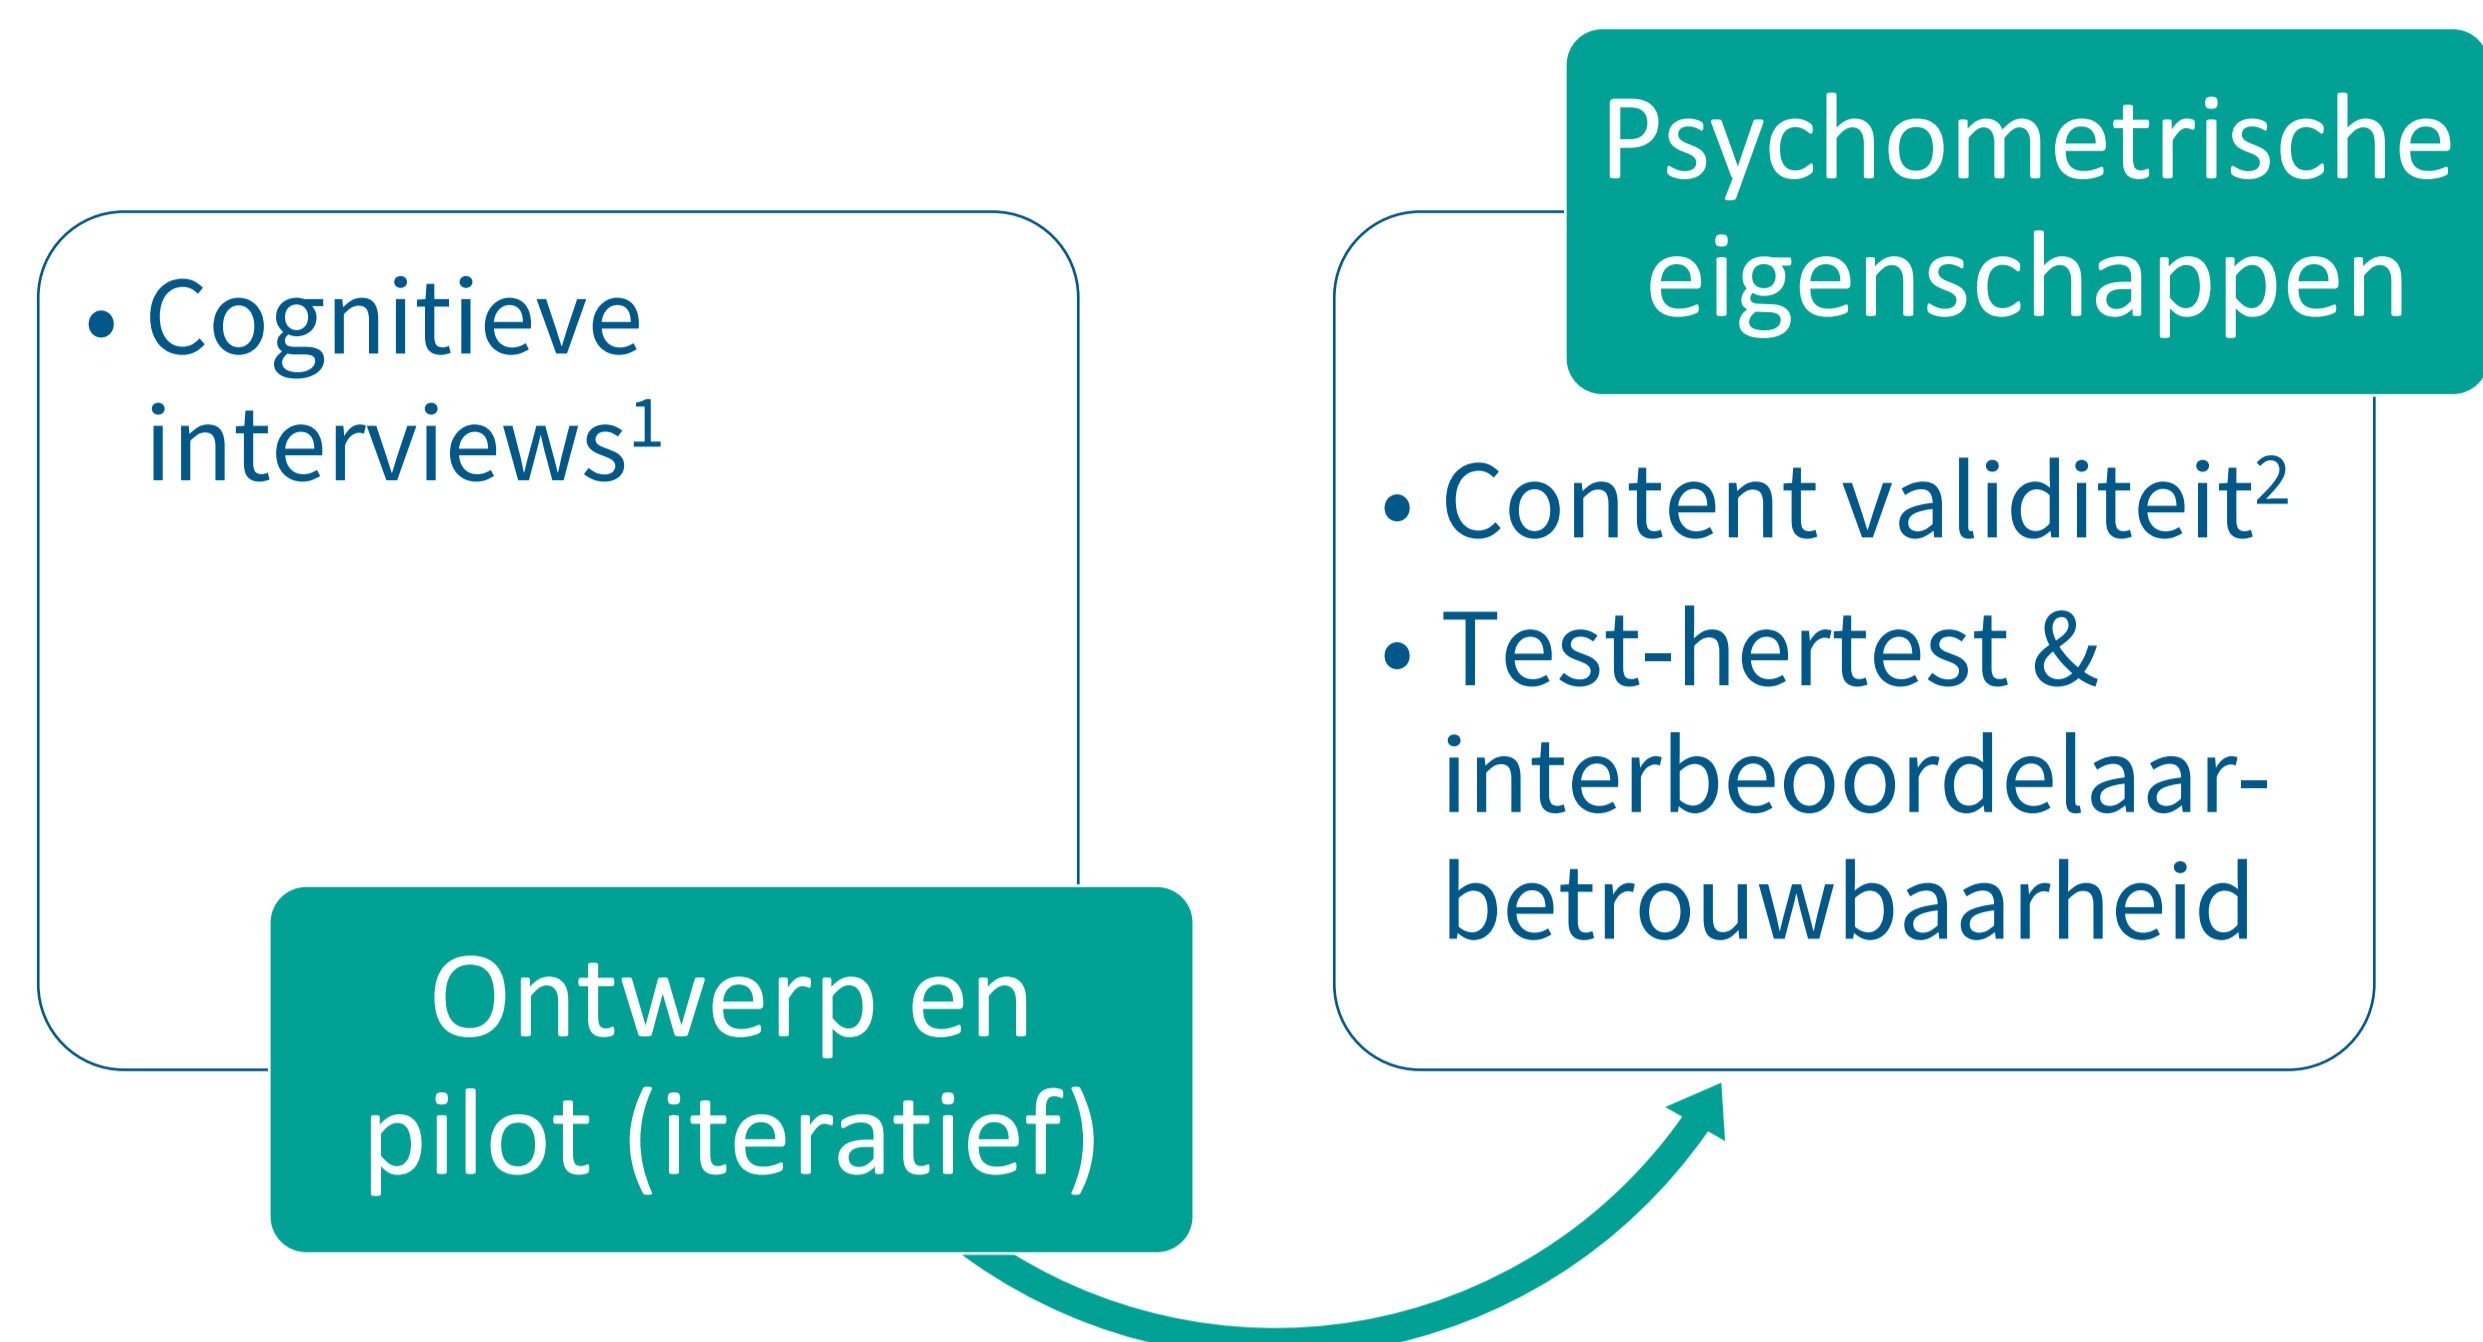 • Cognitieve
interviews¹
Ontwerp en
pilot (iteratief)
Psychometrische
eigenschappen
• Content validiteit²
• Test-hertest &
interbeoordelaar-
betrouwbaarheid